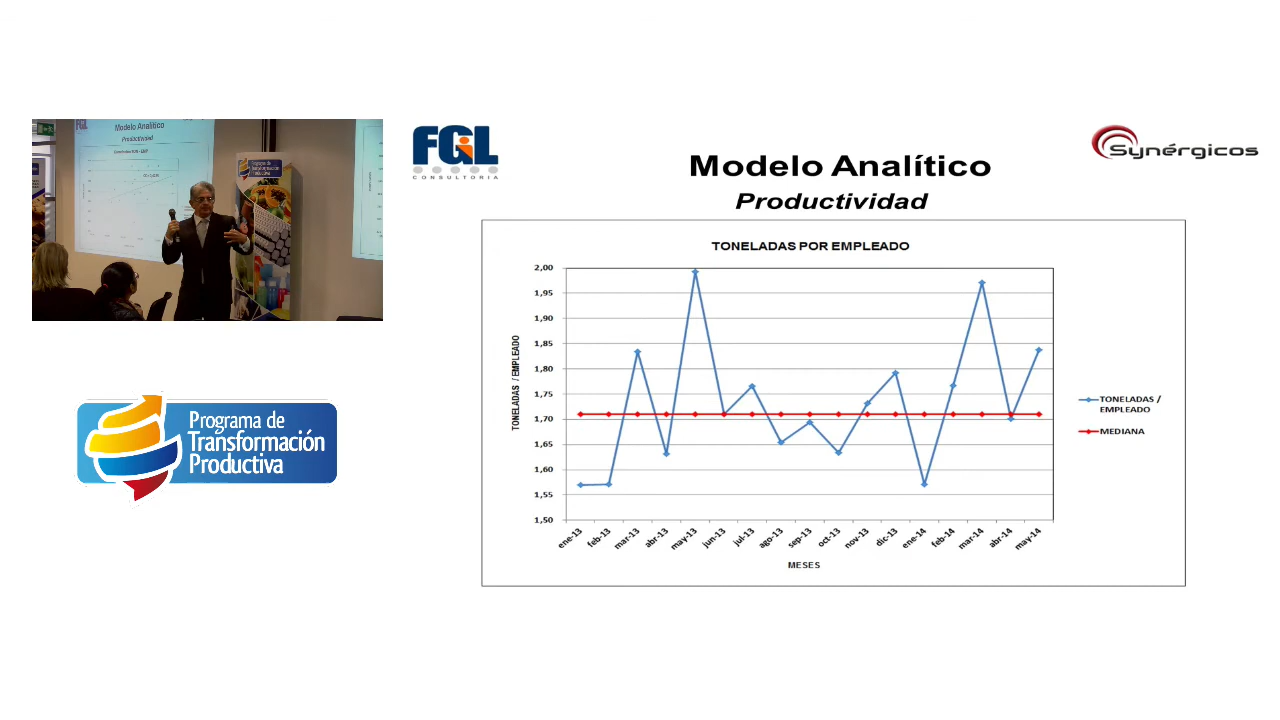 FGL
CONSULTORIA
Synérgicos
Modelo Analítico
Productividad
TONELADAS POR EMPLEADO
2,00
1,95
1,90
1,85
1,80
1,75
1,70
1,65
1,60
1,55
1,50
TONELADAS / EMPLEADO
ene-13
feb-13
mar-13
abr-13
may-13
jun-13
jul-13
ago-13
sep-13
oct-13
nov-13
dic-13
ene-14
feb-14
mar-14
abr-14
may-14
MESES
TONELADAS /
EMPLEADO
MEDIANA
Modelo Analítico
Productividad
Programa de
Transformación
Productiva
Programa de
Transformación
Productiva